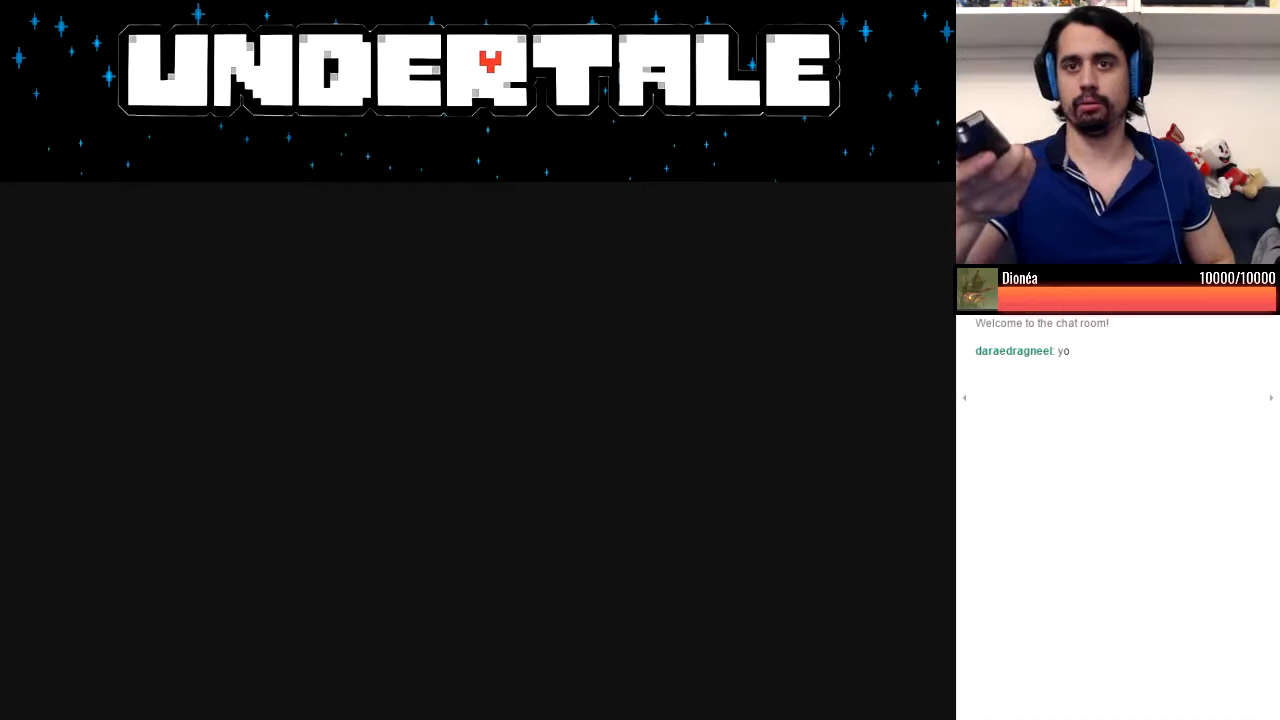 UNDERTALE
Dionéa 10000/10000
Welcome to the chat room!
daraedragneel: yo